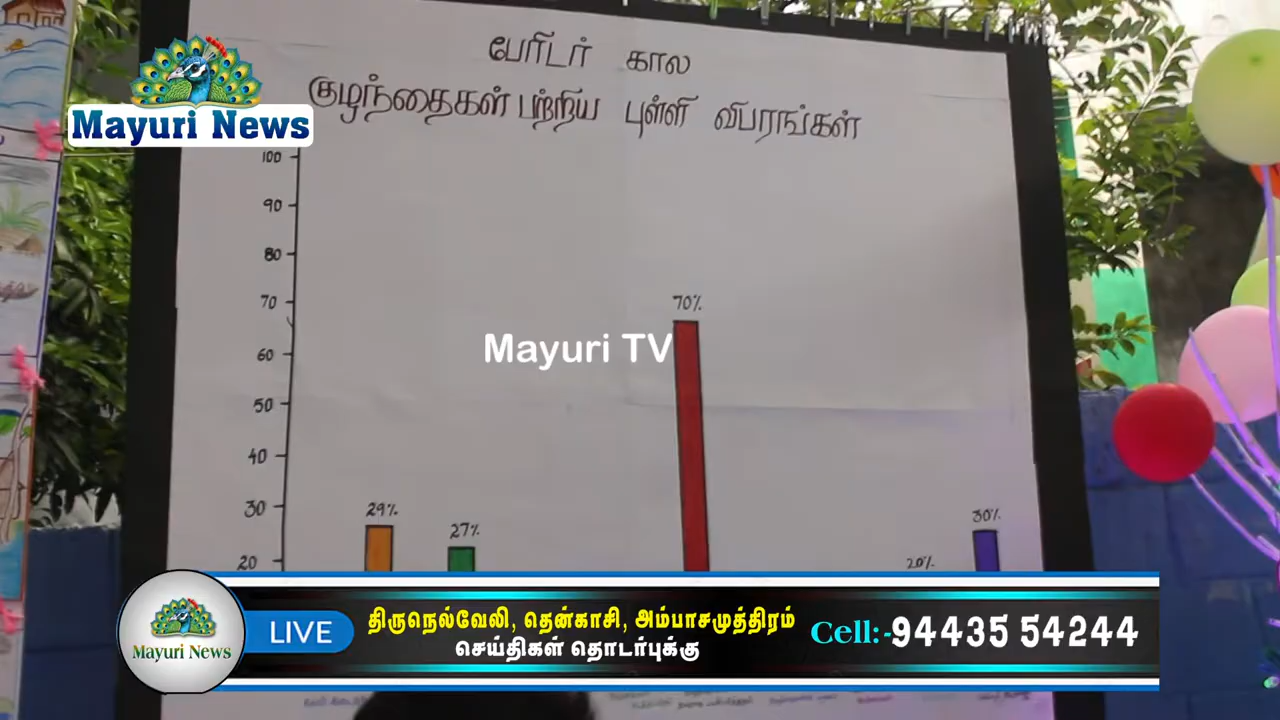 பேரிடர் கால
குழந்தைகள் பற்றிய புள்ளி விபரங்கள்
Mayuri News
100
90
80
70
60
50
40
30
20
70%
Mayuri TV
29%
27%
20%
30%
Mayuri News
LIVE
திருநெல்வேலி, தென்காசி, அம்பாசமுத்திரம்
செய்திகள் தொடர்புக்கு
Cell:-94435 54244